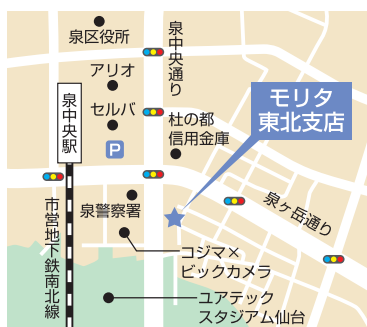 泉区役所
泉中央通り
アリオ
泉中央駅
セルバ
P
杜の都
信用金庫
モリタ
東北支店
泉ヶ岳通り
市営地下鉄南北線
泉警察署
コジマ×
ビックカメラ
ユアテック
スタジアム仙台